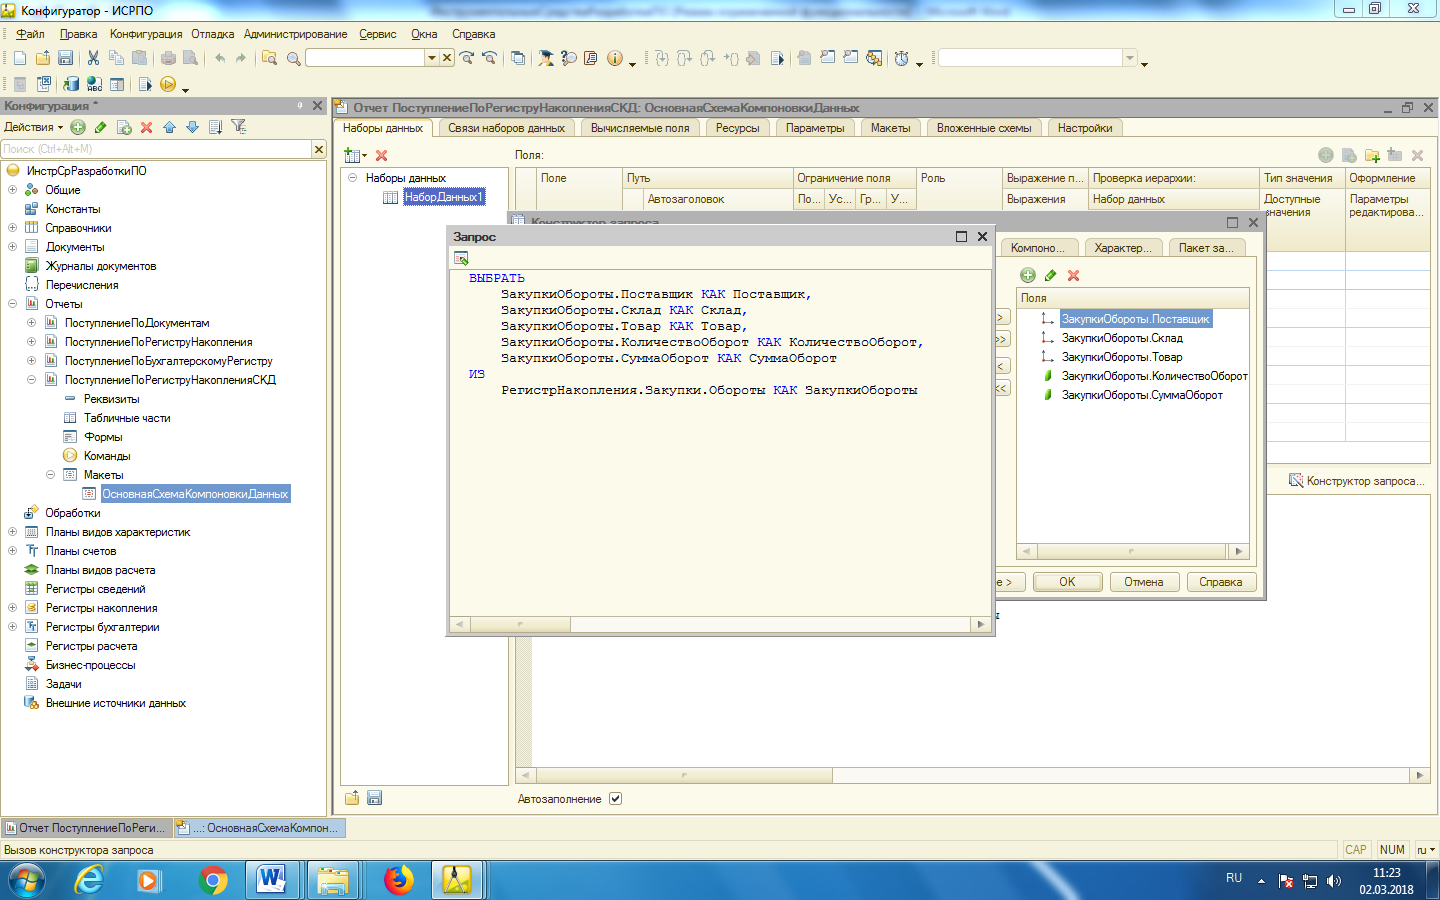 Конфигуратор - ИСРПО
Файл Правка Конфигурация Отладка Администрирование Сервис Окна Справка
Конфигурация *
Действия
Поиск (Ctrl+Alt+M)
ИнстрСрРазработкиПО
Общие
Константы
Справочники
Документы
Журналы документов
Перечисления
Отчеты
ПоступлениеПоДокументам
ПоступлениеПоРегиструНакопления
ПоступлениеПоБухгалтерскомуРегистру
ПоступлениеПоРегиструНакопленияСКД
Реквизиты
Табличные части
Формы
Команды
Макеты
ОсновнаяСхемаКомпоновкиДанных
Обработки
Планы видов характеристик
Планы счетов
Планы видов расчета
Регистры сведений
Регистры накопления
Регистры бухгалтерии
Регистры расчета
Бизнес-процессы
Задачи
Внешние источники данных
Отчет ПоступлениеПоРегиструНакопленияСКД: ОсновнаяСхемаКомпоновкиДанных
Наборы данных Связи наборов данных Вычисляемые поля Ресурсы Параметры Макеты Вложенные схемы Настройки
Поля:
Наборы данных
НаборДанных1
Поле Путь Ограничение поля Роль Выражение п... Проверка иерархии: Тип значения Оформление
Автозаголовок По... Ус... Гр... У... Выражения Набор данных Доступные значения Параметры редактирова...
Конструктор запроса
Компоно... Характер... Пакет за...
Поля
ЗакупкиОбороты.Поставщик
ЗакупкиОбороты.Склад
ЗакупкиОбороты.Товар
ЗакупкиОбороты.КоличествоОборот
ЗакупкиОбороты.СуммаОборот
> >> < <<
е > ОК Отмена Справка
Конструктор запроса...
Запрос
ВЫБРАТЬ
ЗакупкиОбороты.Поставщик КАК Поставщик,
ЗакупкиОбороты.Склад КАК Склад,
ЗакупкиОбороты.Товар КАК Товар,
ЗакупкиОбороты.КоличествоОборот КАК КоличествоОборот,
ЗакупкиОбороты.СуммаОборот КАК СуммаОборот
ИЗ
РегистрНакопления.Закупки.Обороты КАК ЗакупкиОбороты
Автозаполнение
Отчет ПоступлениеПоРеги... ...: ОсновнаяСхемаКомпон...
Вызов конструктора запроса CAP NUM ru
RU 11:23
02.03.2018